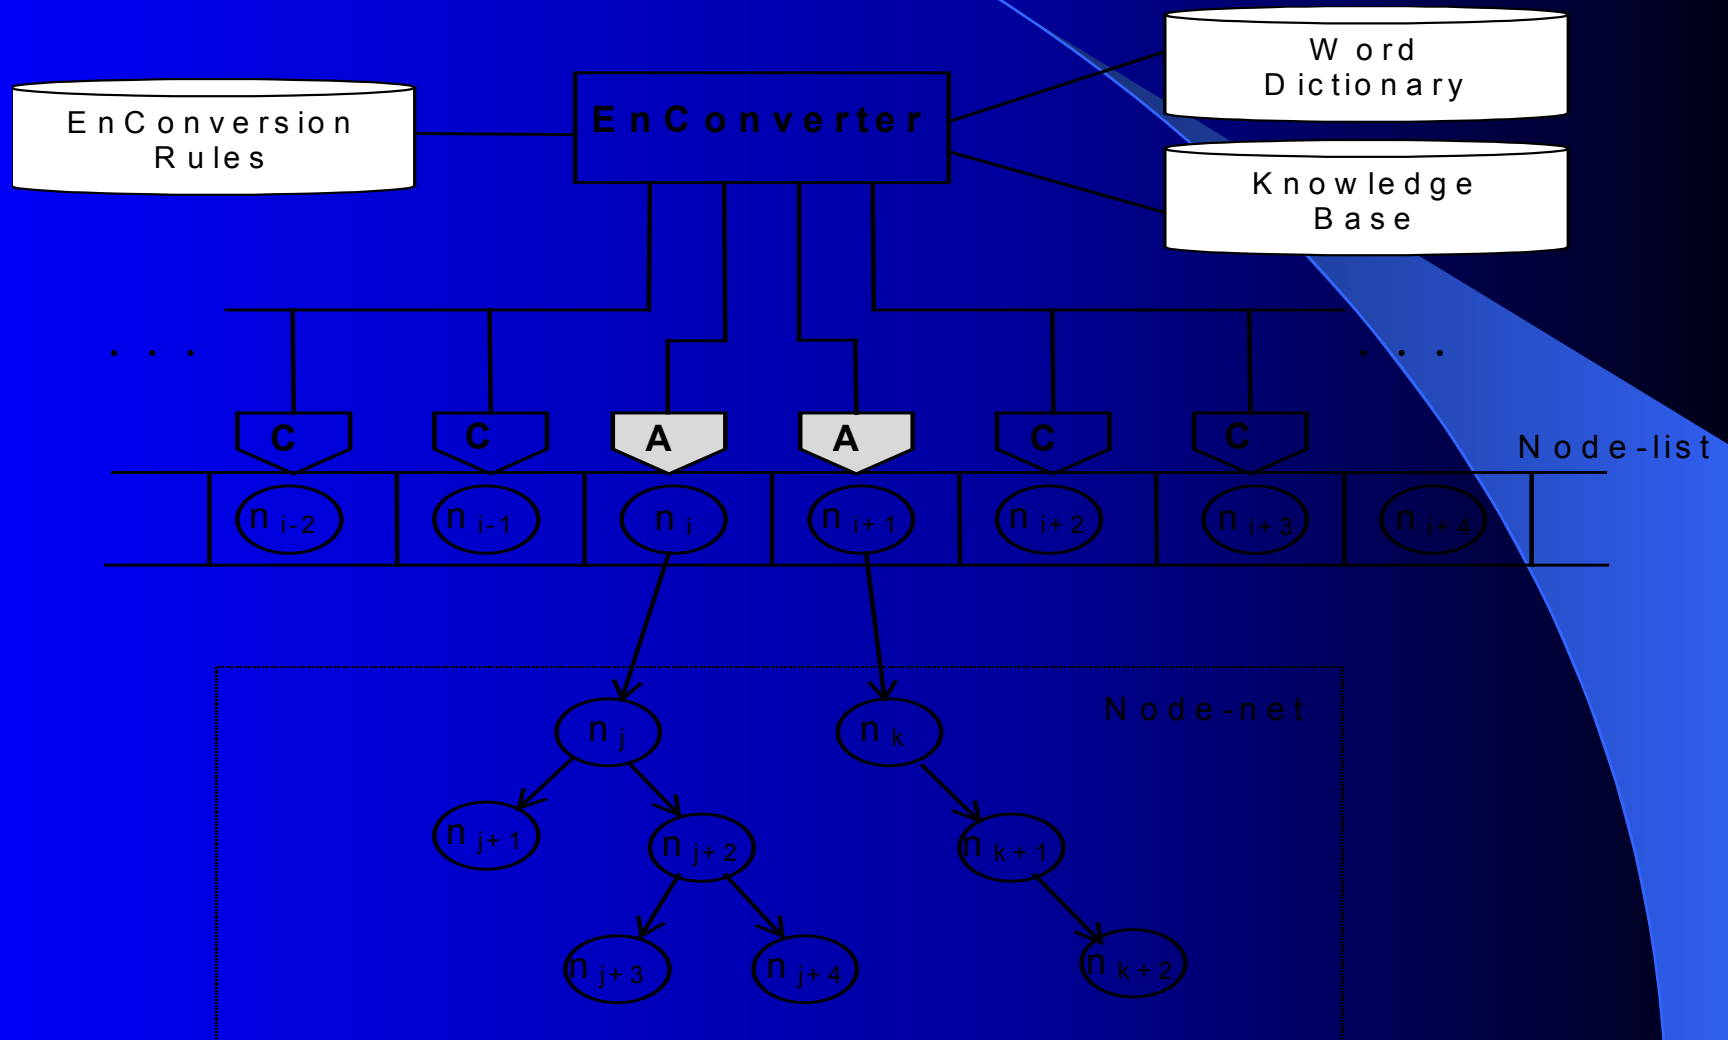 Word
Dictionary
EnConversion
Rules
EnConverter
Knowledge
Base
. . .
. . .
C C A A C C
Node-list
n i-2 n i-1 n i n i+1 n i+2 n i+3 n i+4
Node-net
n j n k
n j+1 n j+2 n k+1
n j+3 n j+4 n k+2